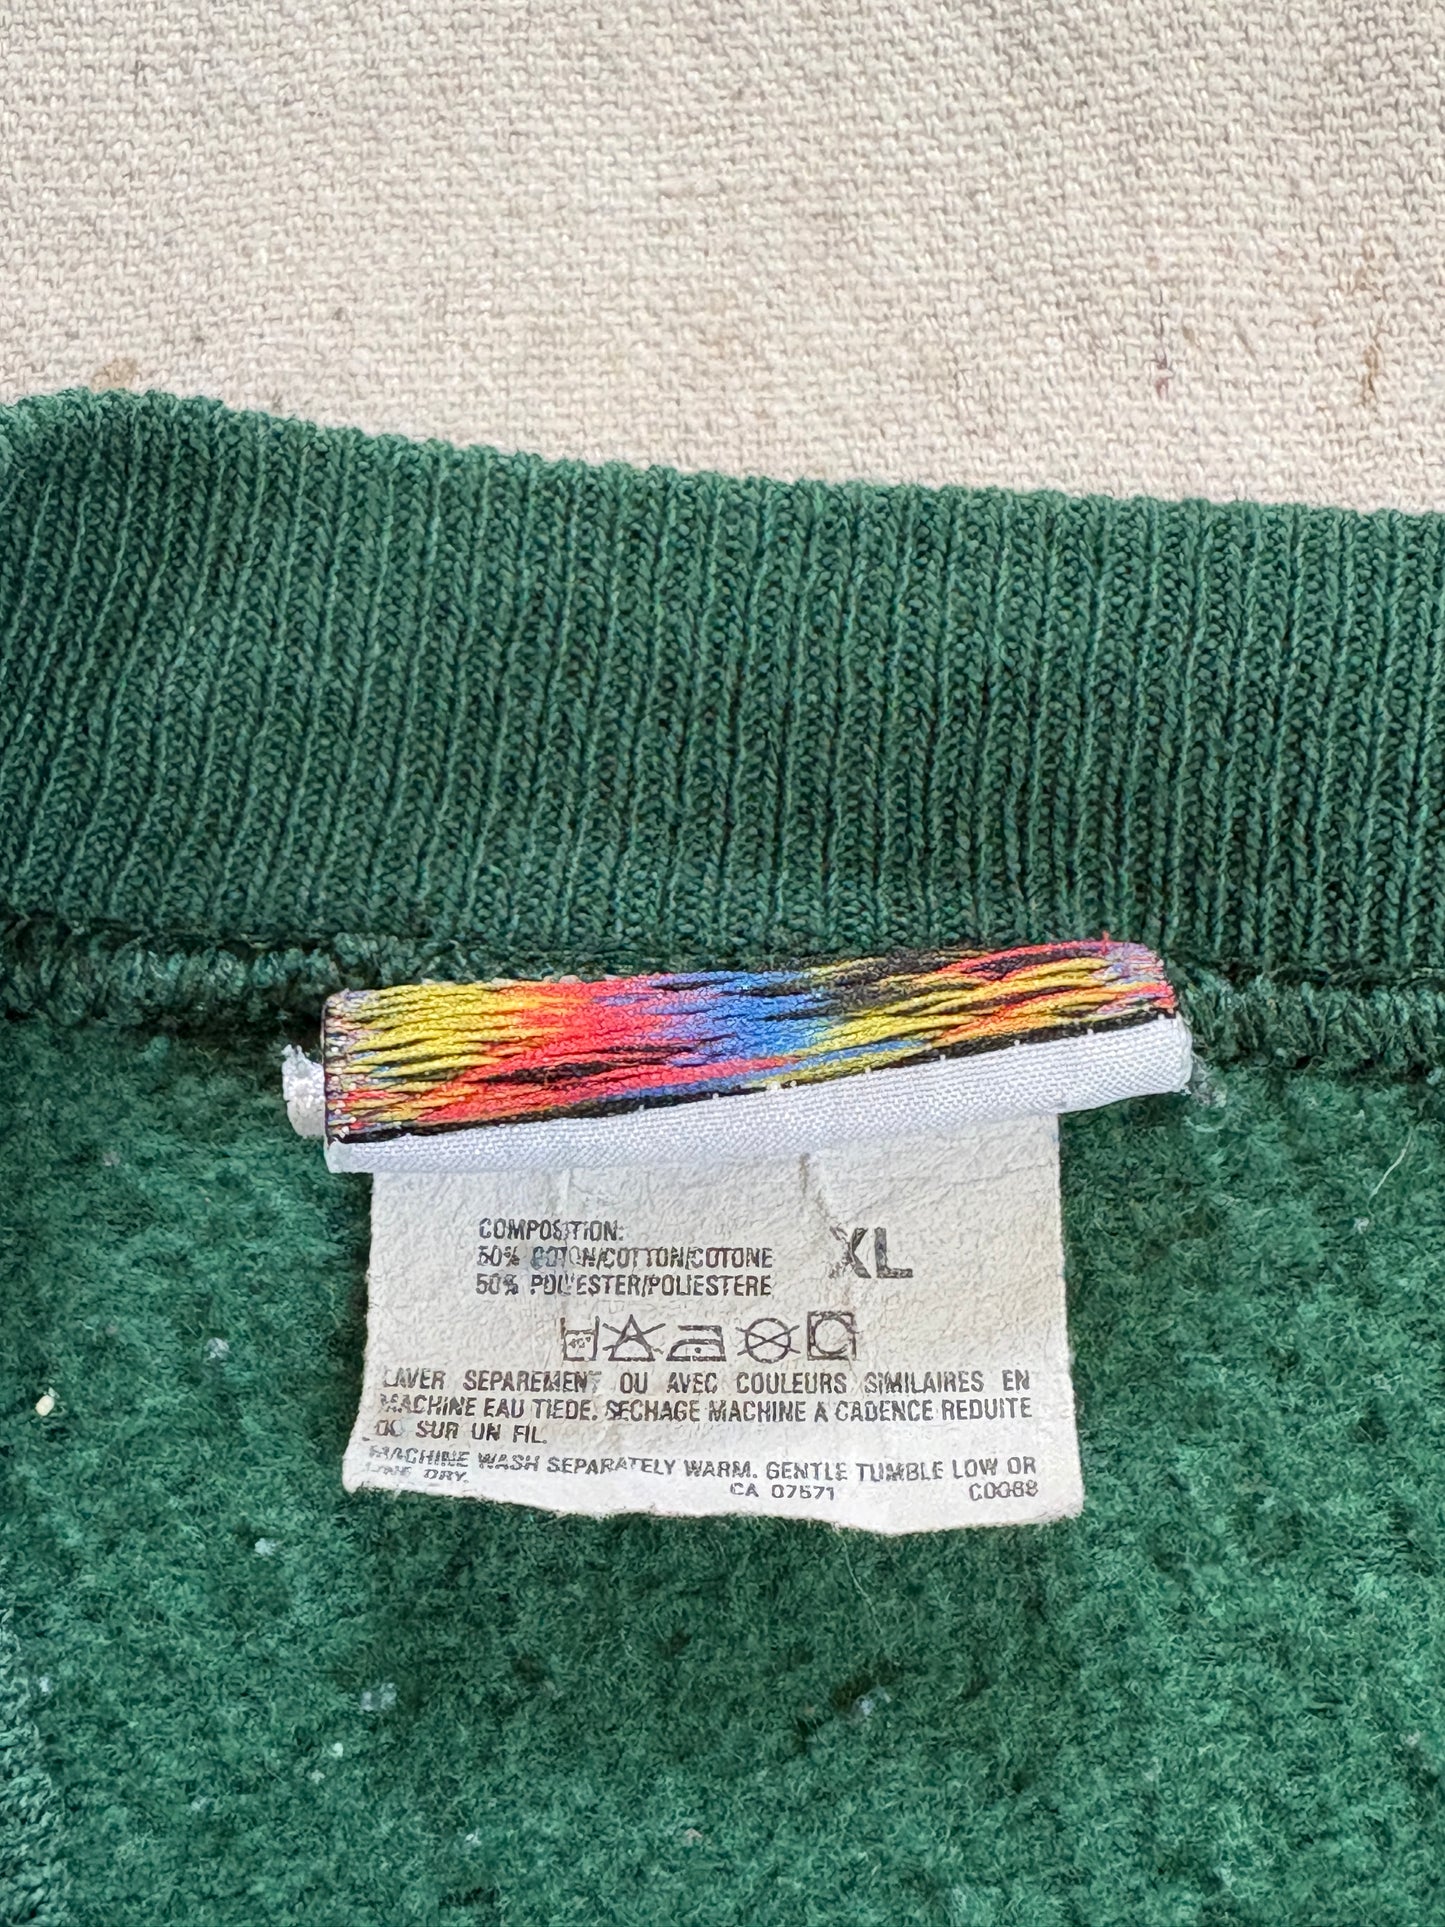 COMPOSITION:
50% COTON/COTTON/COTONE
50% POLYESTER/POLIESTERE
XL
40°
LAVER SEPAREMENT OU AVEC COULEURS SIMILAIRES EN
MACHINE EAU TIEDE. SECHAGE MACHINE A CADENCE REDUITE
OU SUR UN FIL.
MACHINE WASH SEPARATELY WARM. GENTLE TUMBLE LOW OR
LINE DRY.
CA 07571